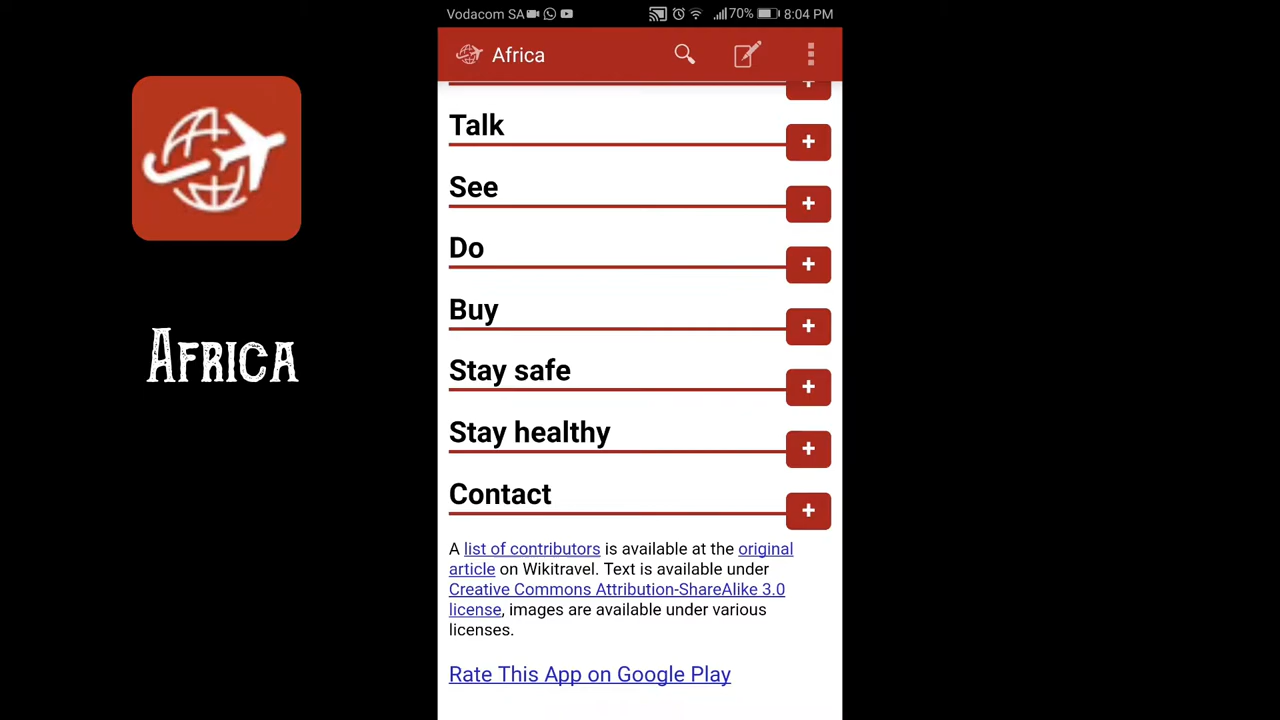 Vodacom SA 70% 8:04 PM
Africa
Talk
+
See
+
Do
+
Buy
+
Stay safe
+
Stay healthy
+
Contact
+
A list of contributors is available at the original
article on Wikitravel. Text is available under
Creative Commons Attribution-ShareAlike 3.0
license, images are available under various
licenses.
Rate This App on Google Play
AFRICA